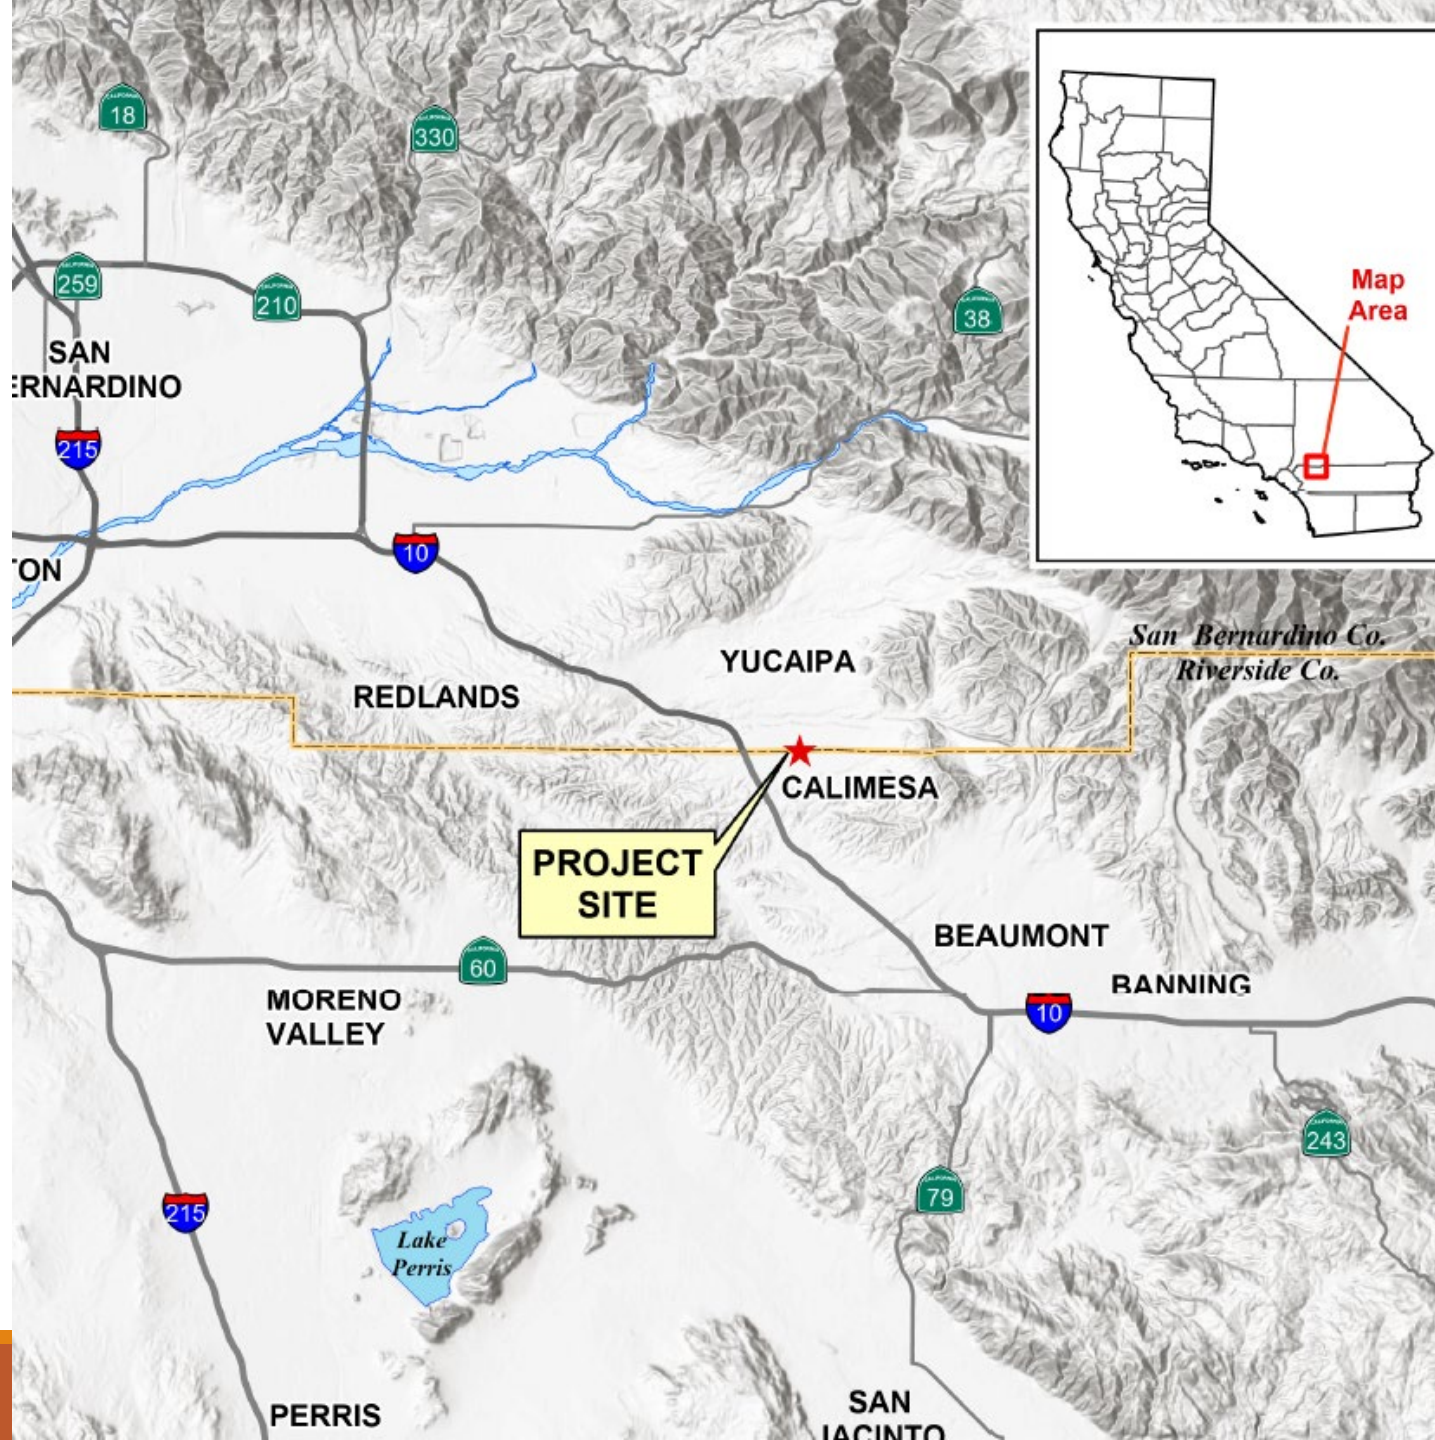 18
330
Map
Area
259
210
38
SAN
ERNARDINO
215
10
TON
San Bernardino Co.
Riverside Co.
YUCAIPA
REDLANDS
CALIMESA
PROJECT
SITE
BEAUMONT
60
BANNING
MORENO
VALLEY
10
243
79
215
Lake
Perris
SAN
JACINTO
PERRIS